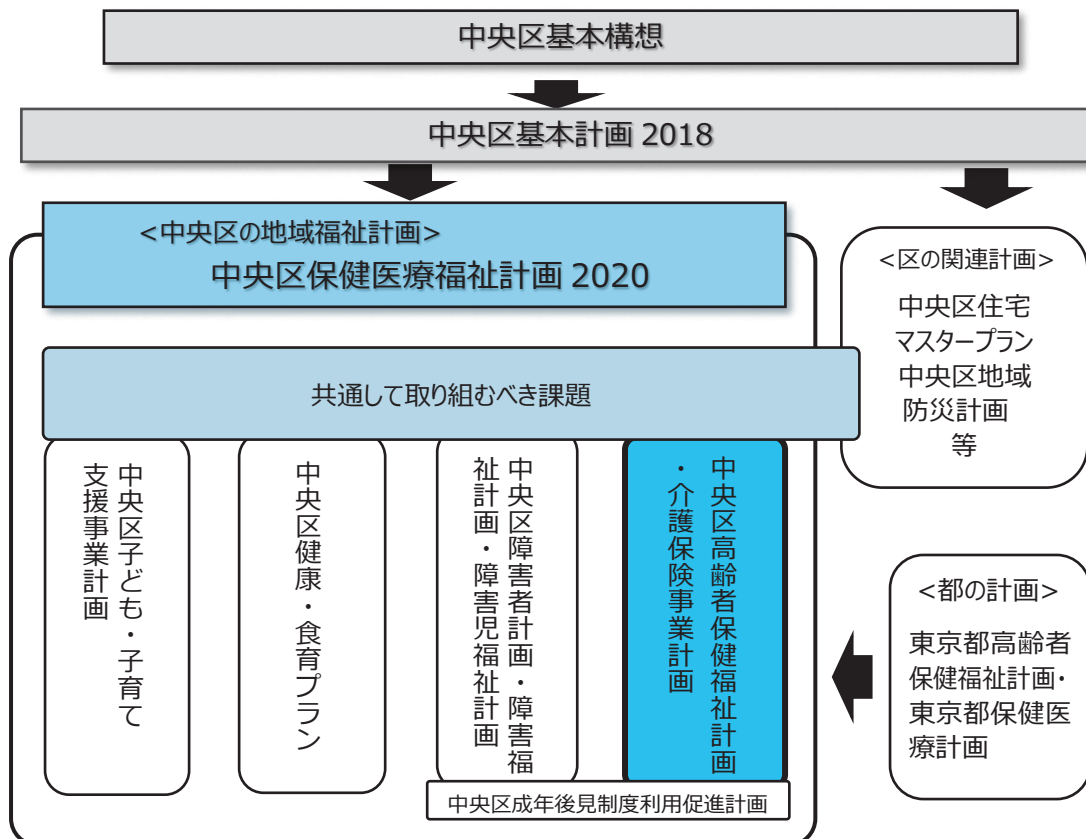 中央区基本構想
中央区基本計画 2018
<中央区の地域福祉計画>
中央区保健医療福祉計画 2020
<区の関連計画>
中央区住宅
マスタープラン
中央区地域
防災計画
等
共通して取り組むべき課題
中央区子ども・子育て
支援事業計画
中央区健康・食育プラン
中央区障害者計画・障害福
祉計画・障害児福祉計画
中央区高齢者保健福祉計画
・介護保険事業計画
中央区成年後見制度利用促進計画
<都の計画>
東京都高齢者
保健福祉計画・
東京都保健医
療計画